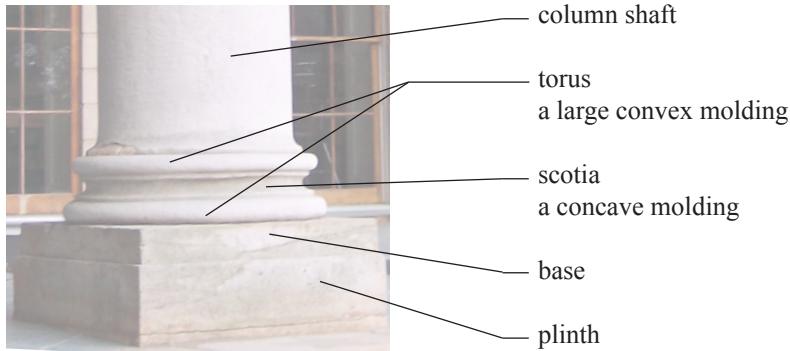 column shaft
torus
a large convex molding
scotia
a concave molding
base
plinth